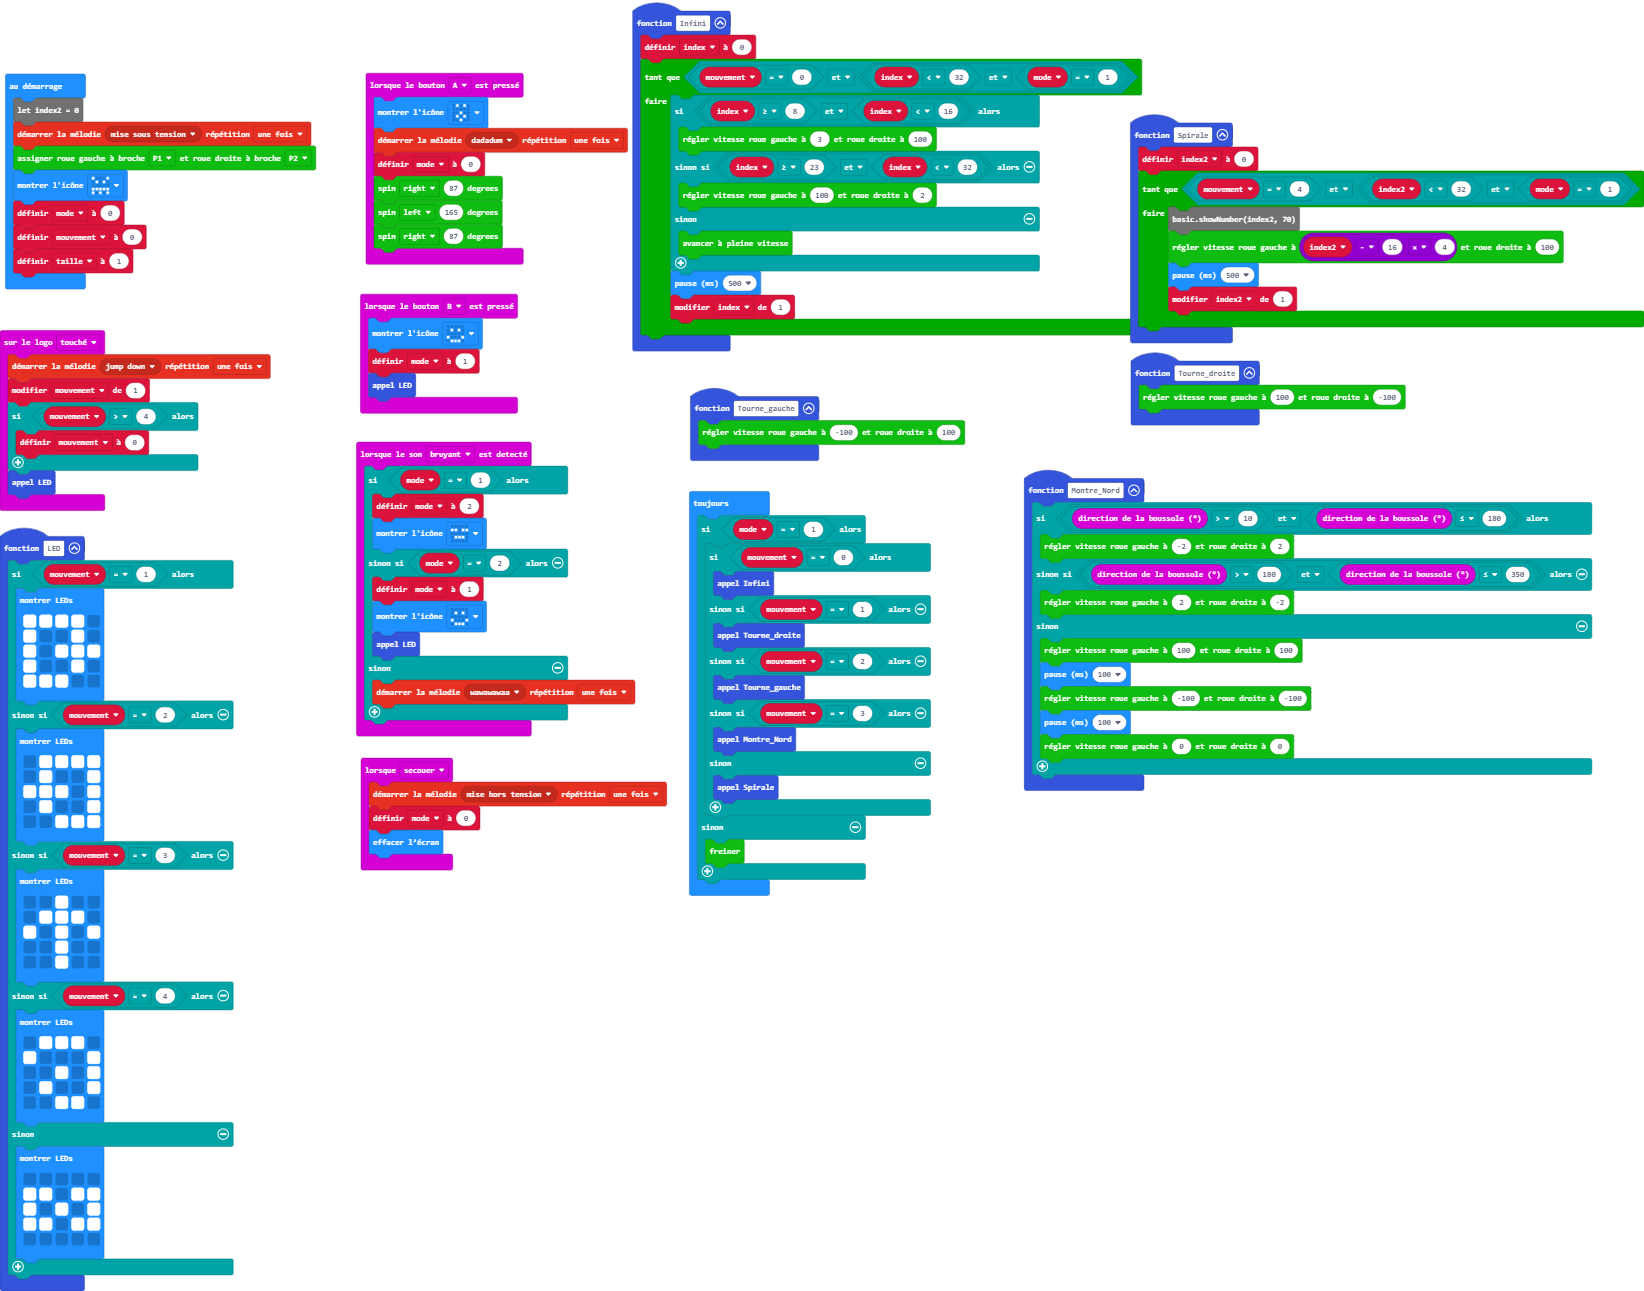 au démarrage
let index2 = 0
démarrer la mélodie mise sous tension répétition une fois
assigner roue gauche à broche P1 et roue droite à broche P2
montrer l'icône
définir mode à 0
définir mouvement à 0
définir taille à 1
sur le logo touché
démarrer la mélodie jump down répétition une fois
modifier mouvement de 1
si mouvement > 4 alors
définir mouvement à 0
appel LED
fonction LED
si mouvement = 1 alors
montrer LEDs
sinon si mouvement = 2 alors
montrer LEDs
sinon si mouvement = 3 alors
montrer LEDs
sinon si mouvement = 4 alors
montrer LEDs
sinon
montrer LEDs
lorsque le bouton A est pressé
montrer l'icône
démarrer la mélodie dadadum répétition une fois
définir mode à 0
spin right 87 degrees
spin left 165 degrees
spin right 87 degrees
lorsque le bouton B est pressé
montrer l'icône
définir mode à 1
appel LED
lorsque le son bruyant est detecté
si mode = 1 alors
définir mode à 2
montrer l'icône
sinon si mode = 2 alors
définir mode à 1
montrer l'icône
appel LED
sinon
démarrer la mélodie wawawawaa répétition une fois
lorsque secouer
démarrer la mélodie mise hors tension répétition une fois
définir mode à 0
effacer l'écran
fonction Infini
définir index à 0
tant que mouvement = 0 et index < 32 et mode = 1
faire
si index ≥ 8 et index < 16 alors
régler vitesse roue gauche à 3 et roue droite à 100
sinon si index ≥ 23 et index < 32 alors
régler vitesse roue gauche à 100 et roue droite à 2
sinon
avancer à pleine vitesse
pause (ms) 500
modifier index de 1
fonction Tourne_gauche
régler vitesse roue gauche à -100 et roue droite à 100
toujours
si mode = 1 alors
si mouvement = 0 alors
appel Infini
sinon si mouvement = 1 alors
appel Tourne_droite
sinon si mouvement = 2 alors
appel Tourne_gauche
sinon si mouvement = 3 alors
appel Montre_Nord
sinon
appel Spirale
sinon
freiner
fonction Spirale
définir index2 à 0
tant que mouvement = 4 et index2 < 32 et mode = 1
faire
basic.showNumber(index2, 70)
régler vitesse roue gauche à index2 - 16 × 4 et roue droite à 100
pause (ms) 500
modifier index2 de 1
fonction Tourne_droite
régler vitesse roue gauche à 100 et roue droite à -100
fonction Montre_Nord
si direction de la boussole (°) > 10 et direction de la boussole (°) ≤ 180 alors
régler vitesse roue gauche à -2 et roue droite à 2
sinon si direction de la boussole (°) > 180 et direction de la boussole (°) ≤ 350 alors
régler vitesse roue gauche à 2 et roue droite à -2
sinon
régler vitesse roue gauche à 100 et roue droite à 100
pause (ms) 100
régler vitesse roue gauche à -100 et roue droite à -100
pause (ms) 100
régler vitesse roue gauche à 0 et roue droite à 0